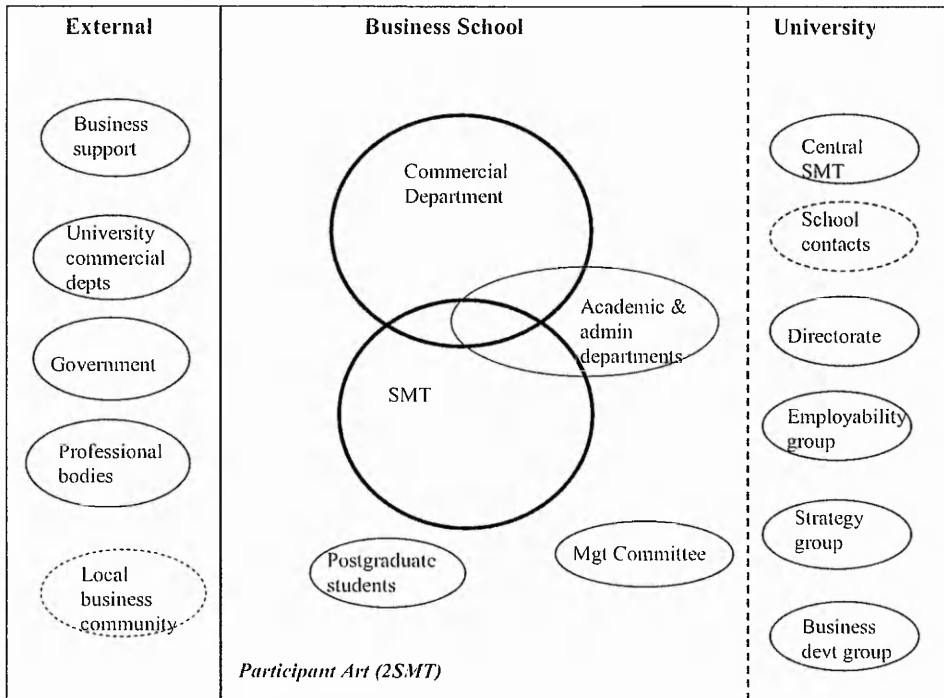 External
Business
support
University
commercial
depts
Government
Professional
bodies
Local
business
community
Business School
Commercial
Department
Academic &
admin
departments
SMT
Postgraduate
students
Mgt Committee
Participant Art (2SMT)
University
Central
SMT
School
contacts
Directorate
Employability
group
Strategy
group
Business
devt group